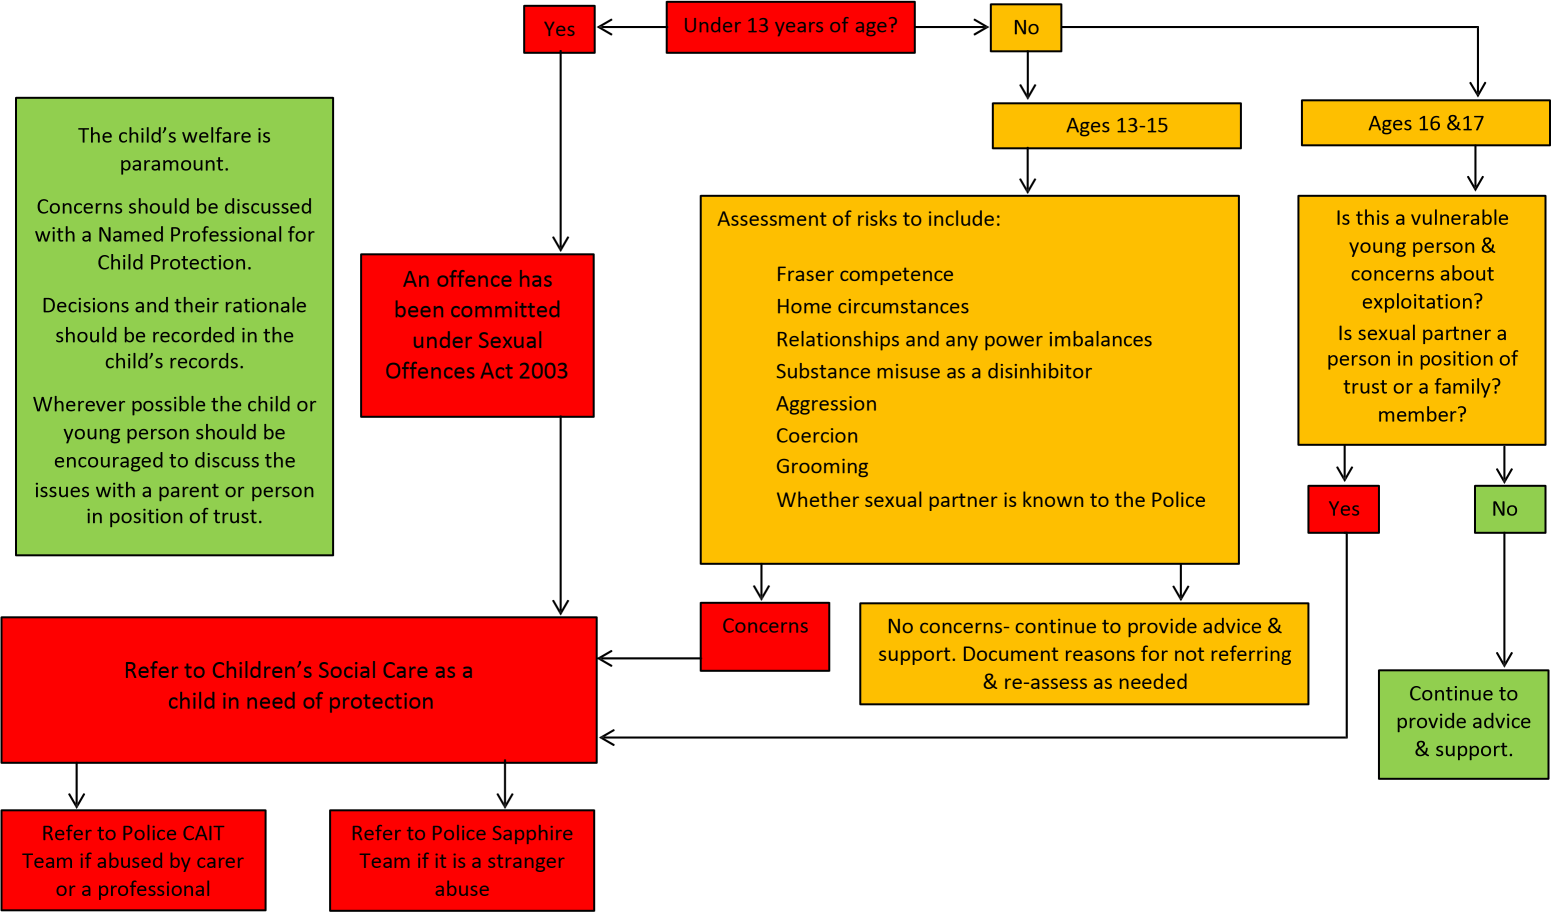 Yes
Under 13 years of age?
No
Ages 13-15
Ages 16 &17
The child’s welfare is
paramount.
Concerns should be discussed
with a Named Professional for
Child Protection.
Decisions and their rationale
should be recorded in the
child’s records.
Wherever possible the child or
young person should be
encouraged to discuss the
issues with a parent or person
in position of trust.
An offence has
been committed
under Sexual
Offences Act 2003
Assessment of risks to include:
Fraser competence
Home circumstances
Relationships and any power imbalances
Substance misuse as a disinhibitor
Aggression
Coercion
Grooming
Whether sexual partner is known to the Police
Is this a vulnerable
young person &
concerns about
exploitation?
Is sexual partner a
person in position of
trust or a family?
member?
Yes
No
Concerns
No concerns- continue to provide advice &
support. Document reasons for not referring
& re-assess as needed
Refer to Children’s Social Care as a
child in need of protection
Continue to
provide advice
& support.
Refer to Police CAIT
Team if abused by carer
or a professional
Refer to Police Sapphire
Team if it is a stranger
abuse